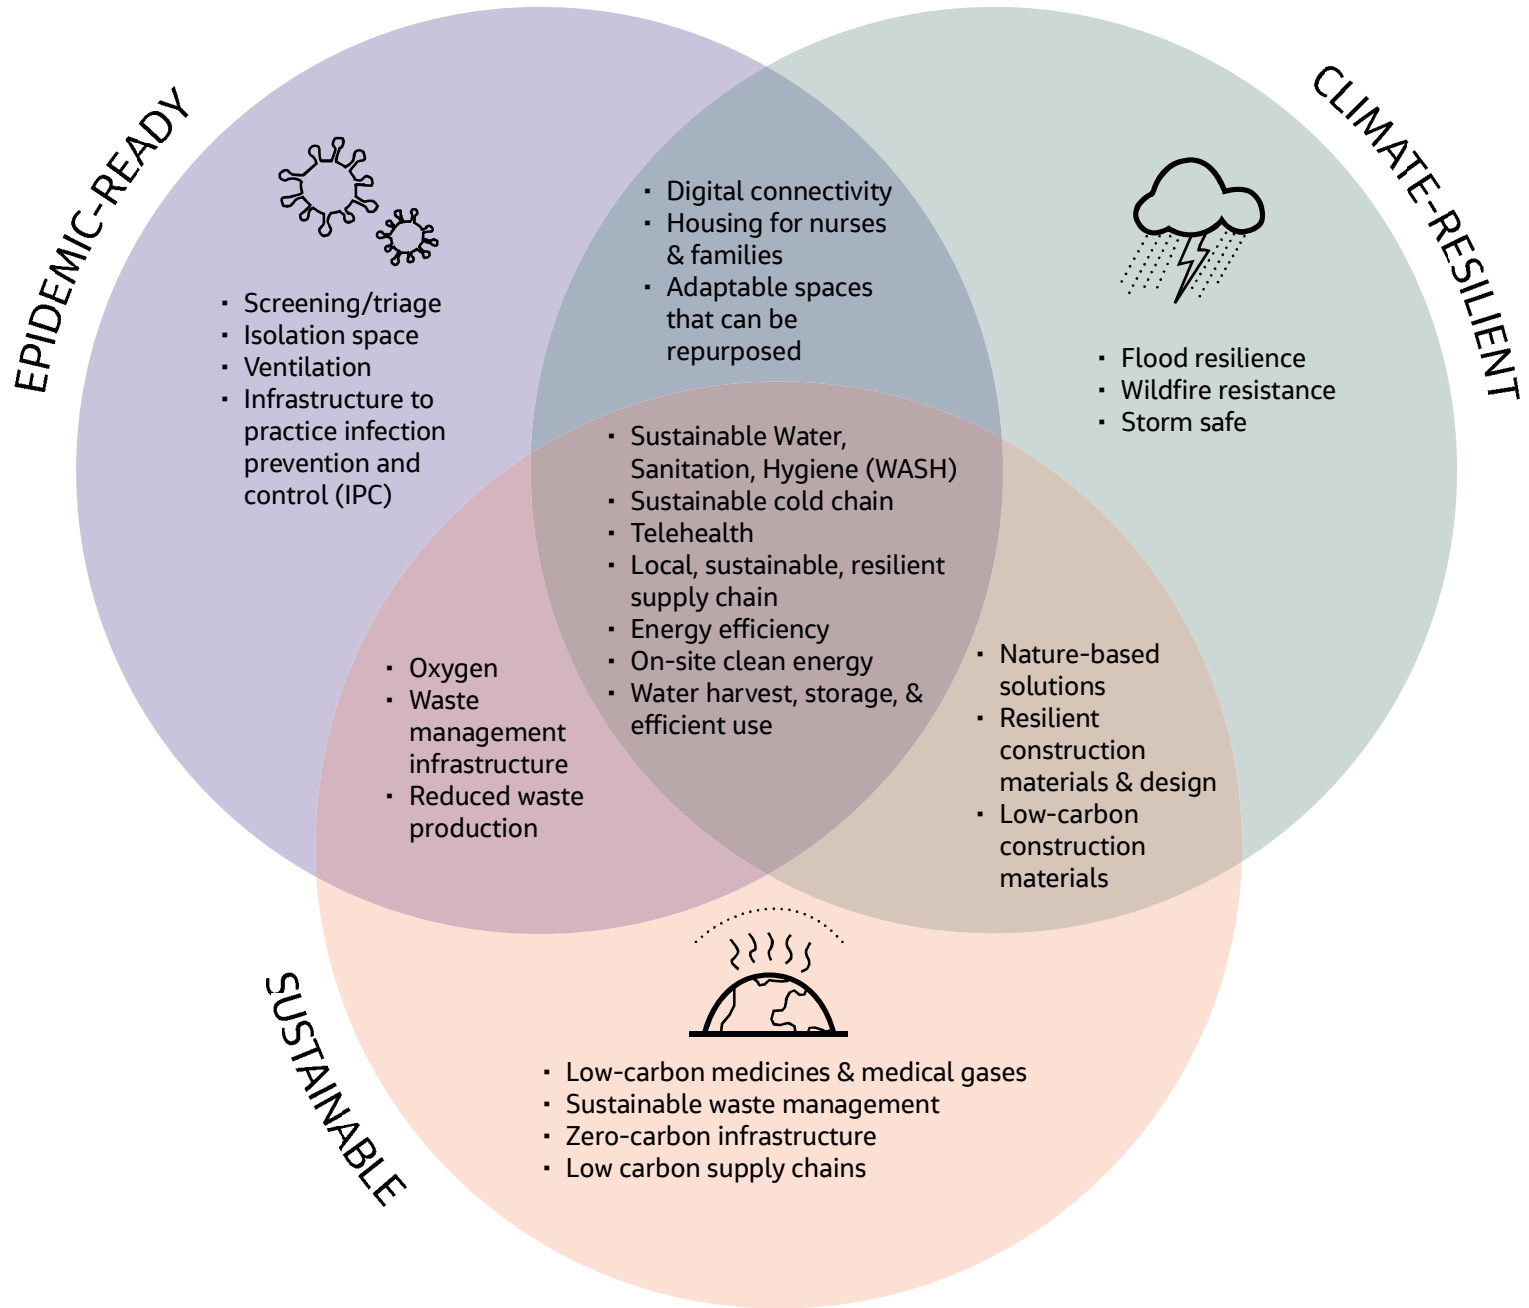 EPIDEMIC-READY
▪ Screening/triage
▪ Isolation space
▪ Ventilation
▪ Infrastructure to
practice infection
prevention and
control (IPC)
▪ Digital connectivity
▪ Housing for nurses
& families
▪ Adaptable spaces
that can be
repurposed
CLIMATE-RESILIENT
▪ Flood resilience
▪ Wildfire resistance
▪ Storm safe
▪ Sustainable Water,
Sanitation, Hygiene (WASH)
▪ Sustainable cold chain
▪ Telehealth
▪ Local, sustainable, resilient
supply chain
▪ Energy efficiency
▪ On-site clean energy
▪ Water harvest, storage, &
efficient use
▪ Oxygen
▪ Waste
management
infrastructure
▪ Reduced waste
production
▪ Nature-based
solutions
▪ Resilient
construction
materials & design
▪ Low-carbon
construction
materials
SUSTAINABLE
▪ Low-carbon medicines & medical gases
▪ Sustainable waste management
▪ Zero-carbon infrastructure
▪ Low carbon supply chains